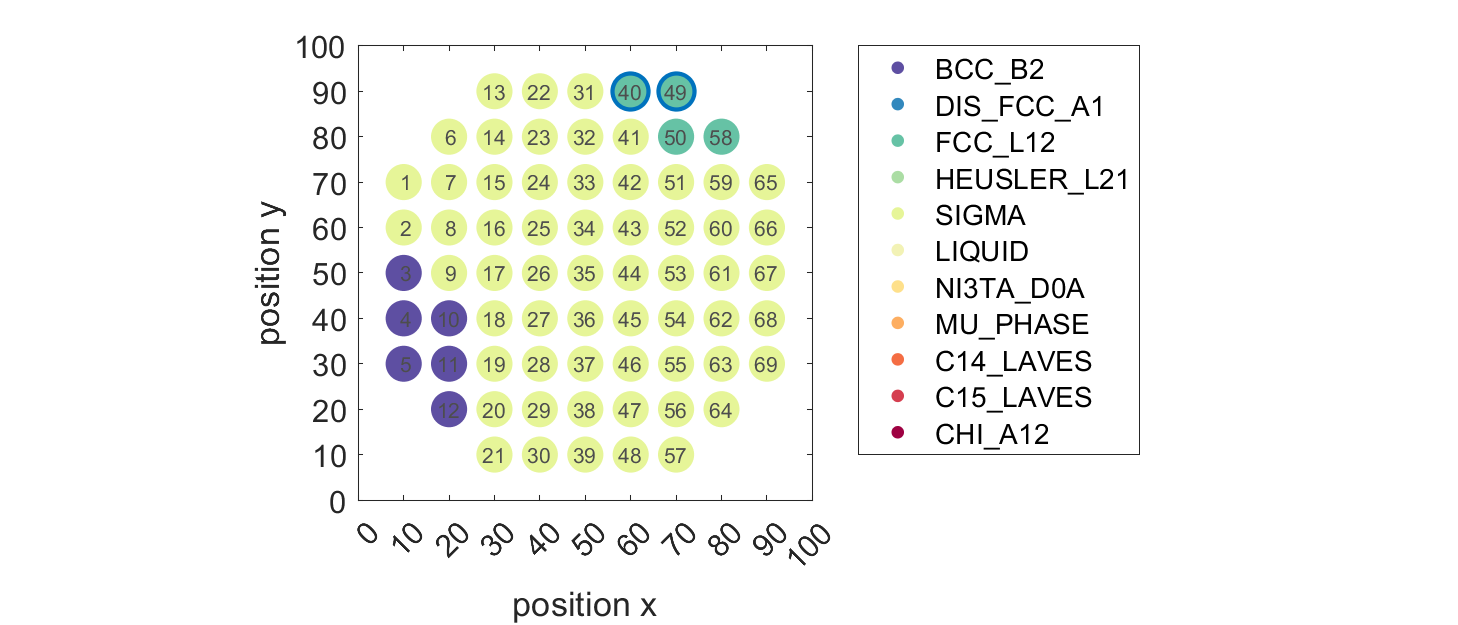 100
90
80
70
60
50
40
30
20
10
0
position y
13 22 31 40 49
6 14 23 32 41 50 58
1 7 15 24 33 42 51 59 65
2 8 16 25 34 43 52 60 66
3 9 17 26 35 44 53 61 67
4 10 18 27 36 45 54 62 68
5 11 19 28 37 46 55 63 69
12 20 29 38 47 56 64
21 30 39 48 57
0 10 20 30 40 50 60 70 80 90 100
position x
BCC_B2
DIS_FCC_A1
FCC_L12
HEUSLER_L21
SIGMA
LIQUID
NI3TA_D0A
MU_PHASE
C14_LAVES
C15_LAVES
CHI_A12